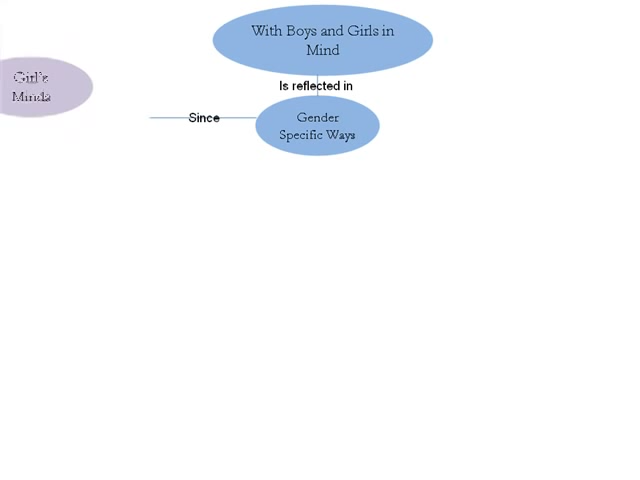 With Boys and Girls in
Mind
Is reflected in
Girl's
Minds
Since
Gender
Specific Ways